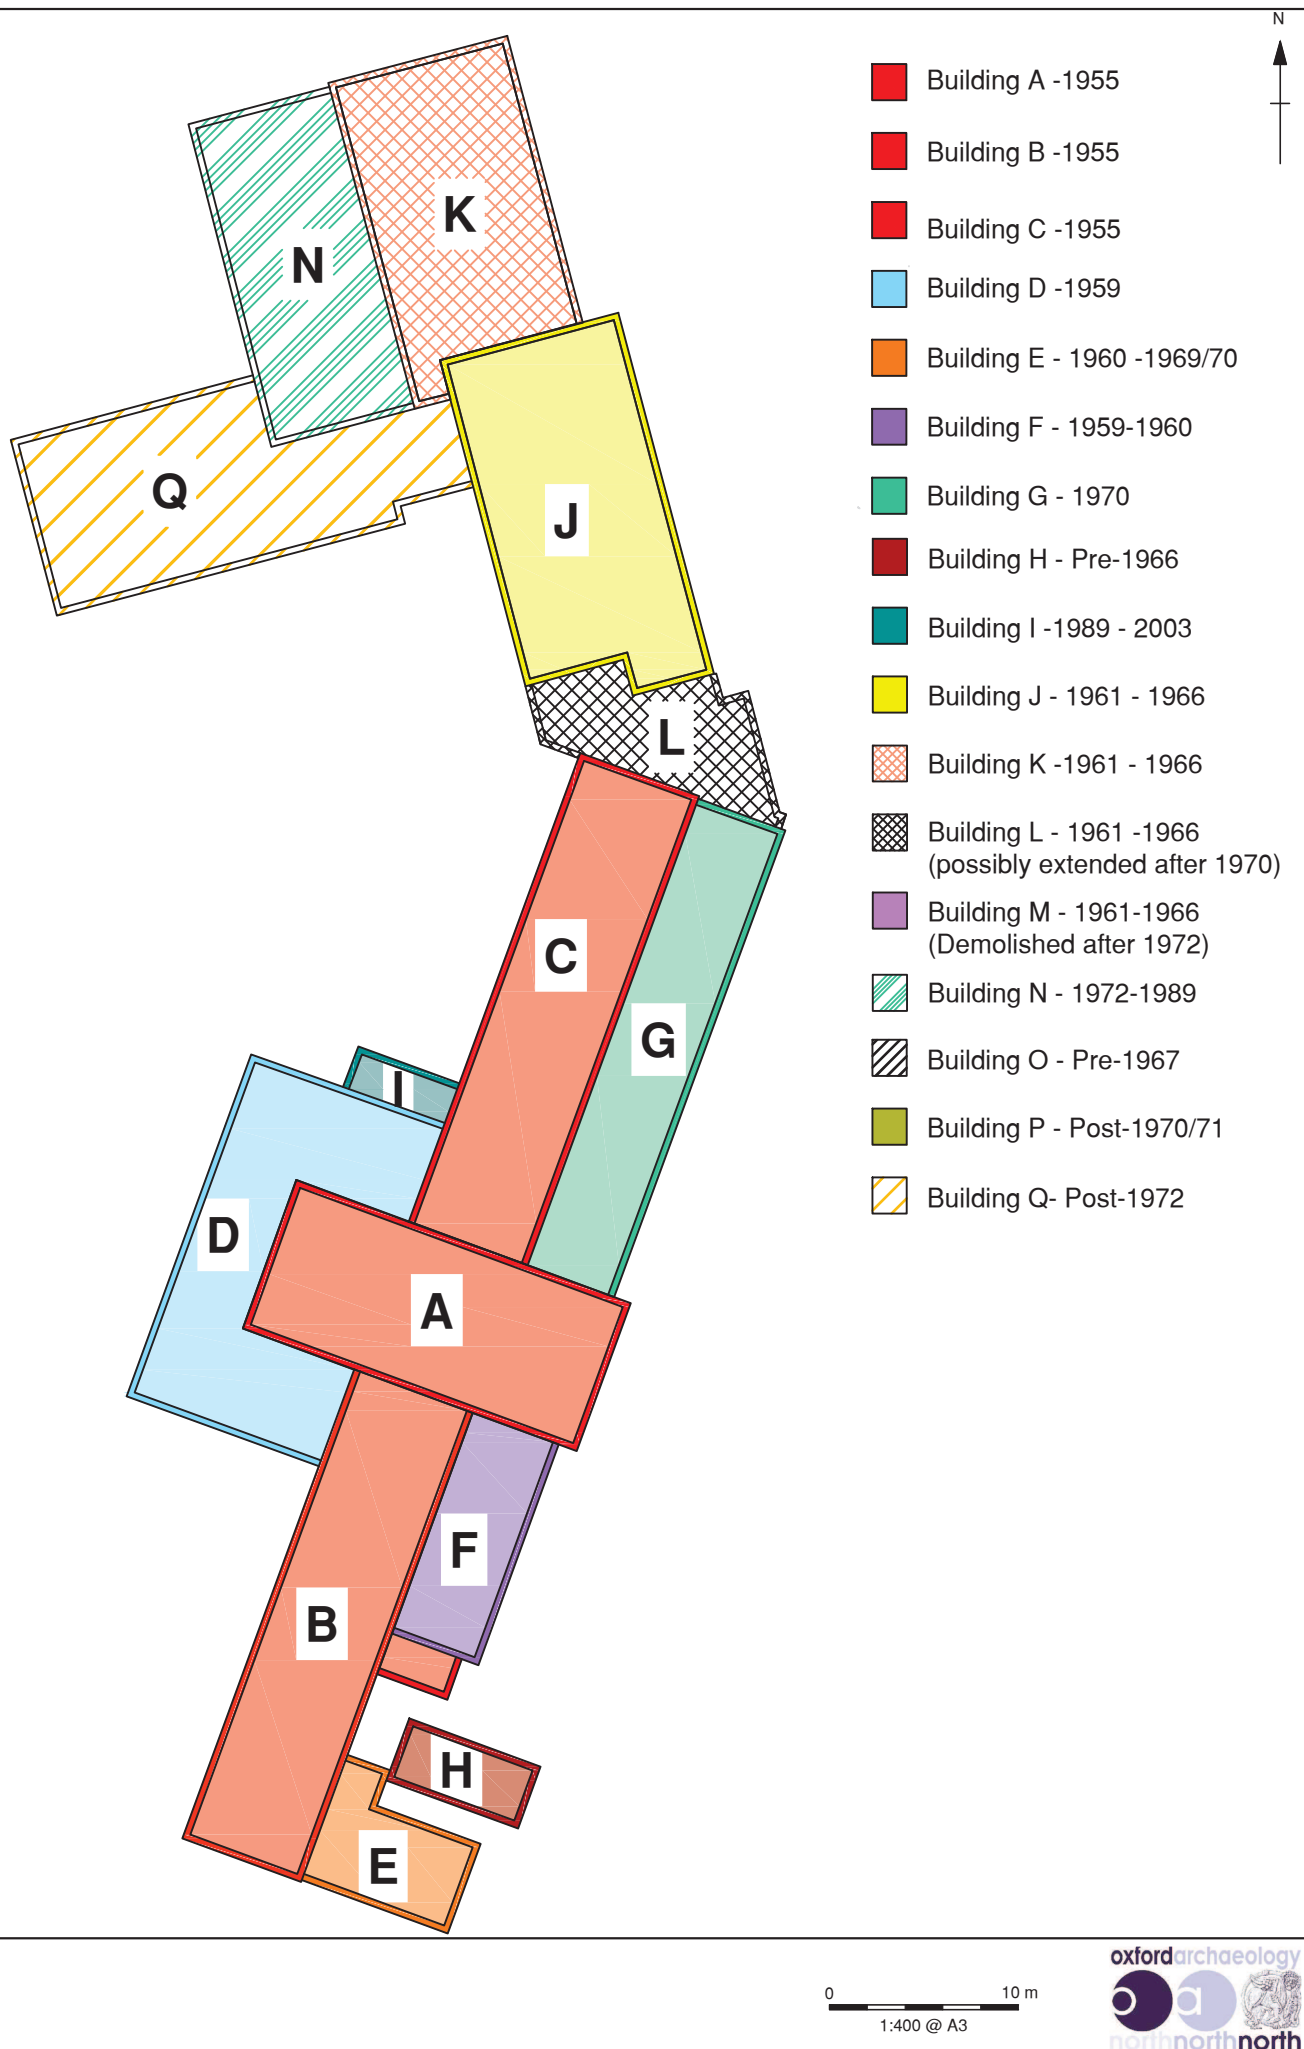 N
Building A -1955
Building B -1955
Building C -1955
Building D -1959
Building E - 1960 -1969/70
Building F - 1959-1960
Building G - 1970
Building H - Pre-1966
Building I -1989 - 2003
Building J - 1961 - 1966
Building K -1961 - 1966
Building L - 1961 -1966
(possibly extended after 1970)
Building M - 1961-1966
(Demolished after 1972)
Building N - 1972-1989
Building O - Pre-1967
Building P - Post-1970/71
Building Q- Post-1972
K
N
Q
J
L
C
G
I
D
A
F
B
H
E
0 10 m
1:400 @ A3
oxfordarchaeology
o a
northnorthnorth